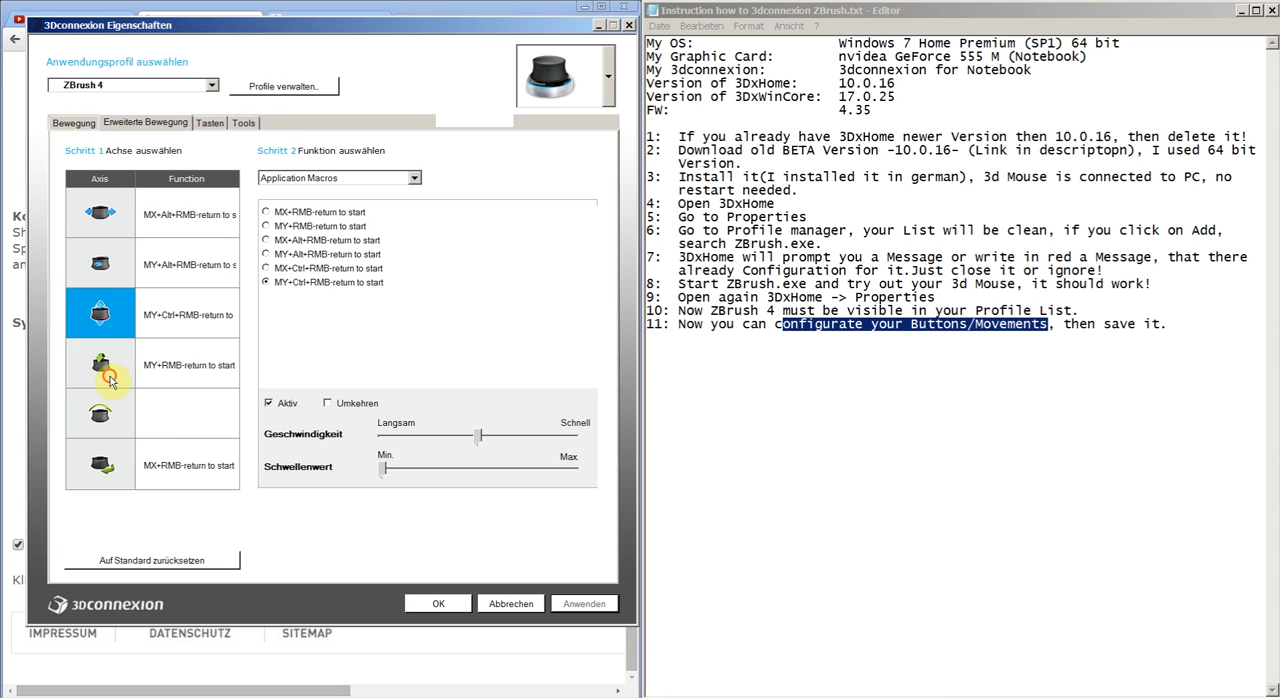 3Dconnexion Eigenschaften
Anwendungsprofil auswählen
ZBrush 4
Profile verwalten..
Bewegung
Erweiterte Bewegung
Tasten
Tools
Schritt 1 Achse auswählen
Schritt 2 Funktion auswählen
Axis
Function
Application Macros
MX+Alt+RMB-return to s
MY+Alt+RMB-return to s
MY+Ctrl+RMB-return to
MY+RMB-return to start
MX+RMB-return to start
MX+RMB-return to start
MY+RMB-return to start
MX+Alt+RMB-return to start
MY+Alt+RMB-return to start
MX+Ctrl+RMB-return to start
MY+Ctrl+RMB-return to start
Aktiv
Umkehren
Langsam
Schnell
Geschwindigkeit
Min.
Max.
Schwellenwert
Auf Standard zurücksetzen
3Dconnexion
OK
Abbrechen
Anwenden
IMPRESSUM
DATENSCHUTZ
SITEMAP
Instruction how to 3dconnexion ZBrush.txt - Editor
Datei Bearbeiten Format Ansicht ?
My OS: Windows 7 Home Premium (SP1) 64 bit
My Graphic Card: nvidea GeForce 555 M (Notebook)
My 3dconnexion: 3dconnexion for Notebook
Version of 3DxHome: 10.0.16
Version of 3DxWinCore: 17.0.25
FW: 4.35
1: If you already have 3DxHome newer Version then 10.0.16, then delete it!
2: Download old BETA Version -10.0.16- (Link in descriptopn), I used 64 bit
Version.
3: Install it(I installed it in german), 3d Mouse is connected to PC, no
restart needed.
4: Open 3DxHome
5: Go to Properties
6: Go to Profile manager, your List will be clean, if you click on Add,
search ZBrush.exe.
7: 3DxHome will prompt you a Message or write in red a Message, that there
already Configuration for it.Just close it or ignore!
8: Start ZBrush.exe and try out your 3d Mouse, it should work!
9: Open again 3DxHome -> Properties
10: Now ZBrush 4 must be visible in your Profile List.
11: Now you can configurate your Buttons/Movements, then save it.